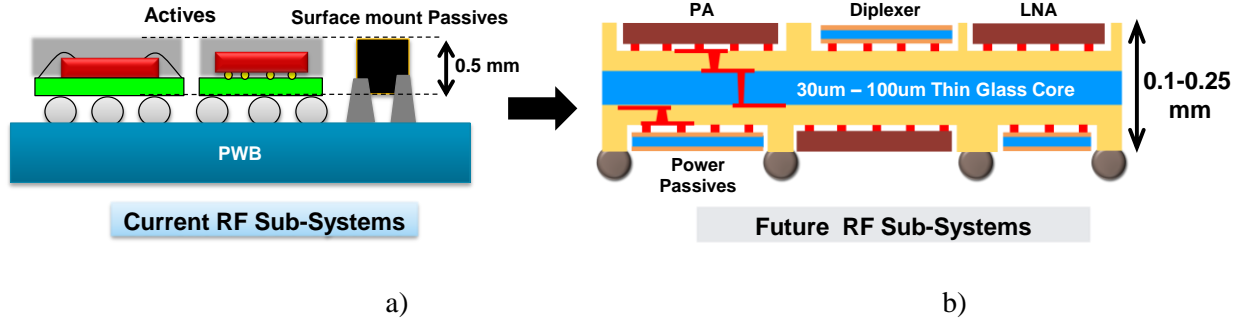 Actives
Surface mount Passives
0.5 mm
PWB
Current RF Sub-Systems
a)
PA
Diplexer
LNA
30um – 100um Thin Glass Core
0.1-0.25
mm
Power
Passives
Future RF Sub-Systems
b)